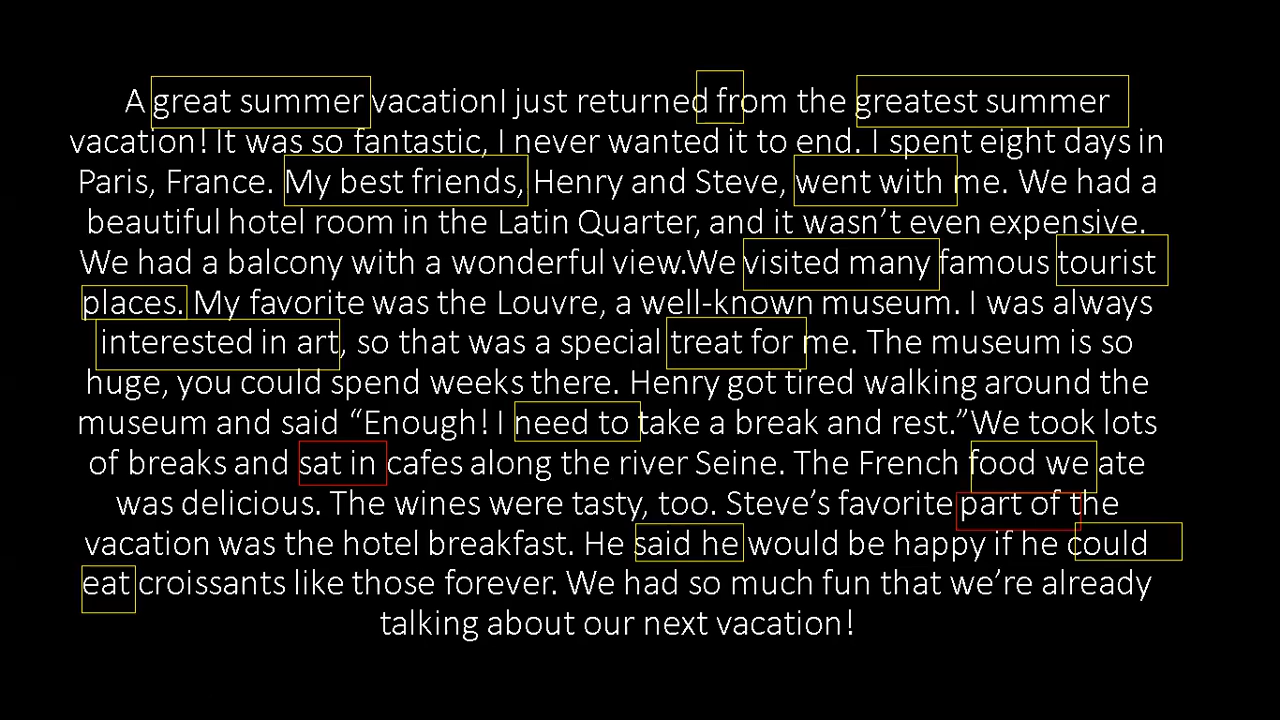 A great summer vacationI just returned from the greatest summer
vacation! It was so fantastic, I never wanted it to end. I spent eight days in
Paris, France. My best friends, Henry and Steve, went with me. We had a
beautiful hotel room in the Latin Quarter, and it wasn’t even expensive.
We had a balcony with a wonderful view.We visited many famous tourist
places. My favorite was the Louvre, a well-known museum. I was always
interested in art, so that was a special treat for me. The museum is so
huge, you could spend weeks there. Henry got tired walking around the
museum and said “Enough! I need to take a break and rest.”We took lots
of breaks and sat in cafes along the river Seine. The French food we ate
was delicious. The wines were tasty, too. Steve’s favorite part of the
vacation was the hotel breakfast. He said he would be happy if he could
eat croissants like those forever. We had so much fun that we’re already
talking about our next vacation!